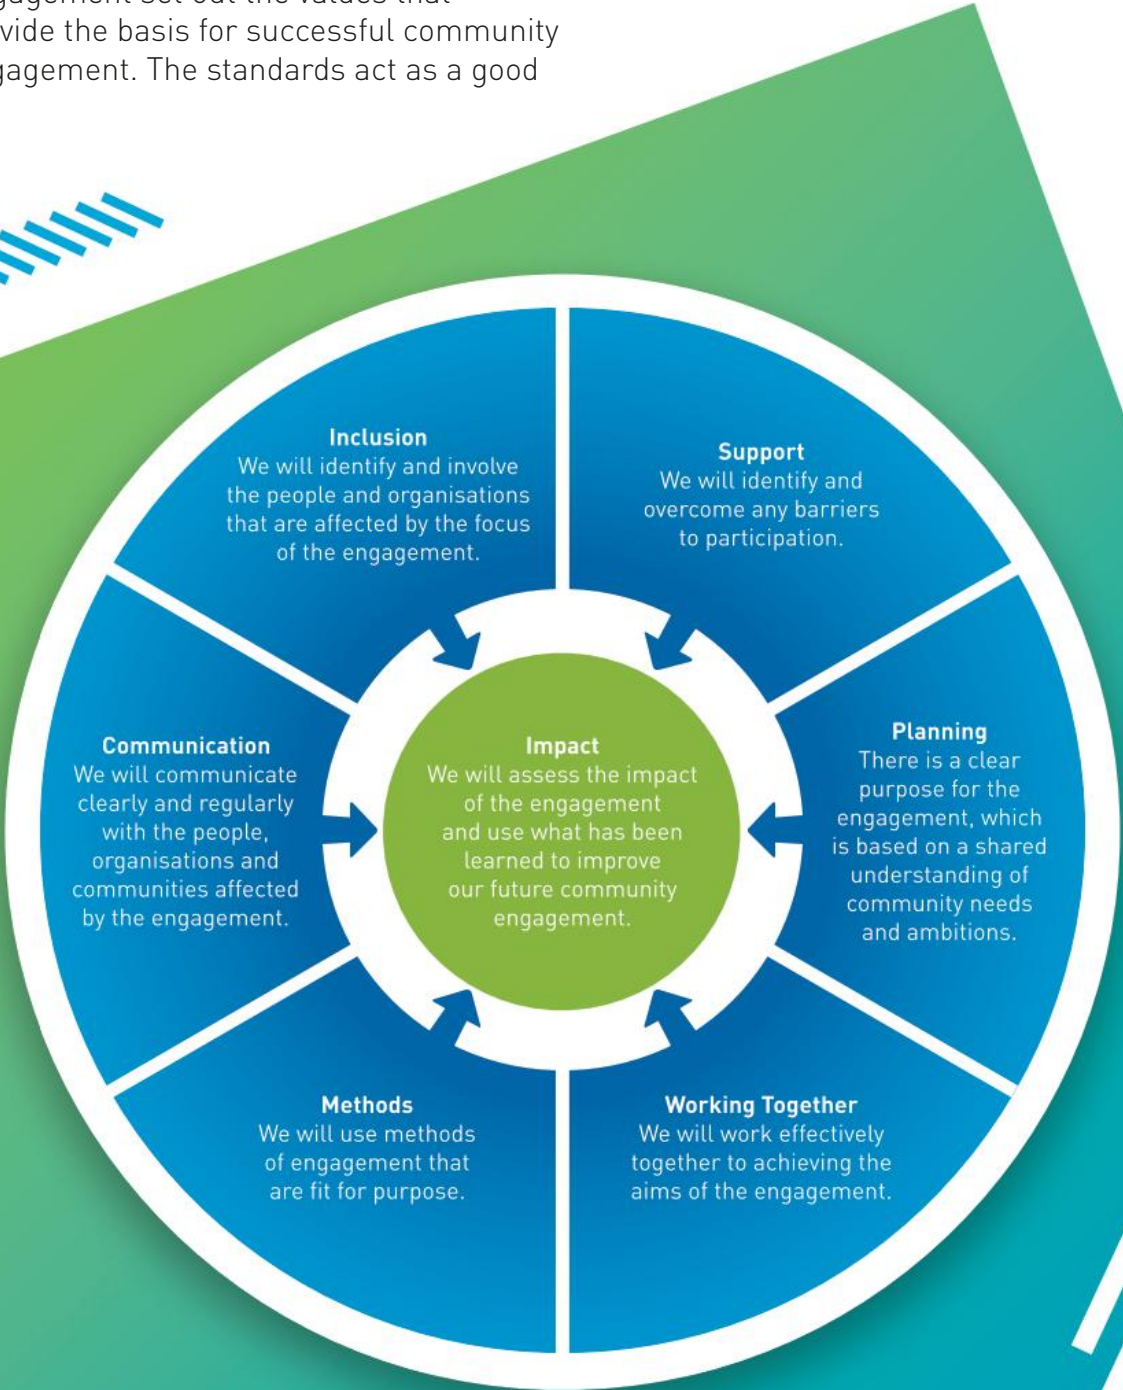 set out the values that
the basis for successful community
The standards act as a good
Inclusion
We will identify and involve
the people and organisations
that are affected by the focus
of the engagement.
Support
We will identify and
overcome any barriers
to participation.
Planning
There is a clear
purpose for the
engagement, which
is based on a shared
understanding of
community needs
and ambitions.
Working Together
We will work effectively
together to achieving the
aims of the engagement.
Methods
We will use methods
of engagement that
are fit for purpose.
Communication
We will communicate
clearly and regularly
with the people,
organisations and
communities affected
by the engagement.
Impact
We will assess the impact
of the engagement
and use what has been
learned to improve
our future community
engagement.